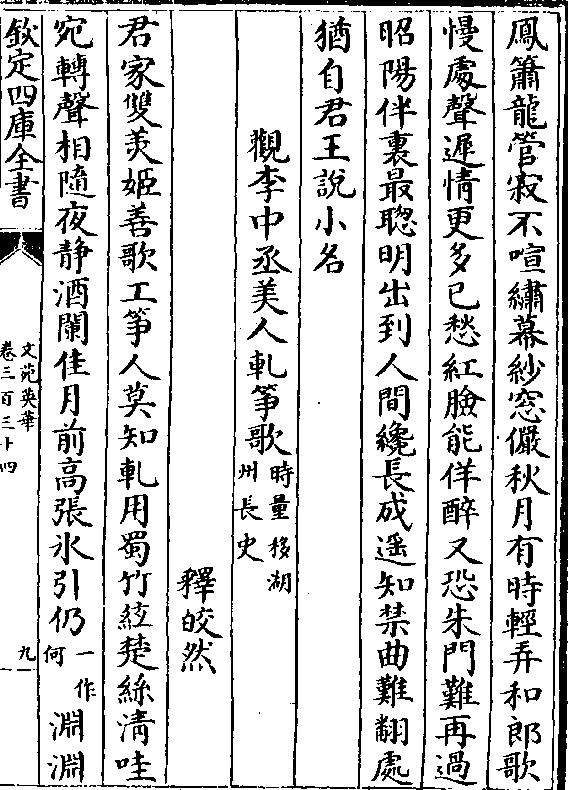 鳳簫龍管寂不喧繡幕紗窓儼秋月有時輕弄和郎歌
慢處聲遲情更多已愁紅臉能佯醉又恐朱門難再過
昭陽伴裏最聰明出到人間纔長成遥知禁曲難翻處
猶自君王說小名
觀李中丞美人軋筝歌時量移湖州長史
釋皎然
君家雙美姬善歌工筝人莫知軋用蜀竹絃楚絲清哇
宛轉聲相隨夜静酒闌佳月前高張氷引仍一作何淵淵
欽定四庫全書
文苑英華
卷三百三十四
九